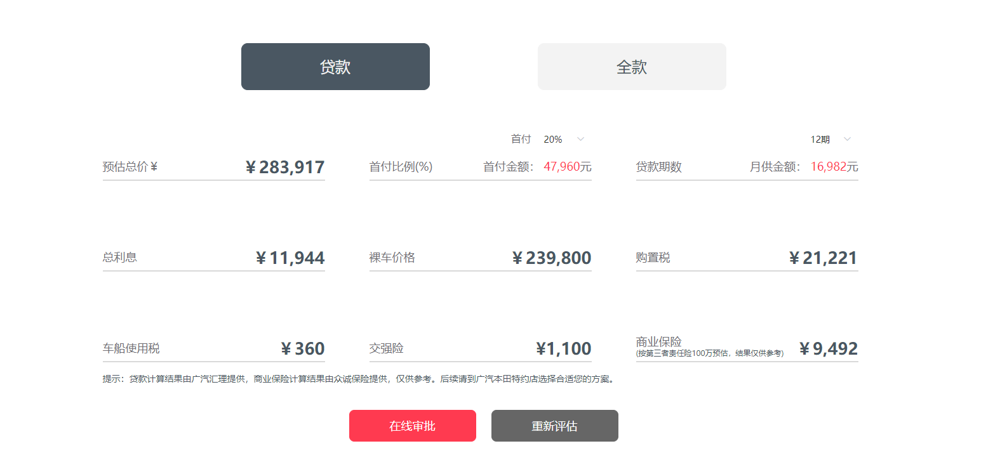 贷款
全款
首付 20%
12期
预估总价¥ ¥283,917
首付比例(%) 首付金额： 47,960元
贷款期数 月供金额： 16,982元
总利息 ¥11,944
裸车价格 ¥239,800
购置税 ¥21,221
车船使用税 ¥360
交强险 ¥1,100
商业保险
(按第三者责任险100万预估，结果仅供参考) ¥9,492
提示：贷款计算结果由广汽汇理提供，商业保险计算结果由众诚保险提供，仅供参考。后续请到广汽本田特约店选择合适您的方案。
在线审批
重新评估